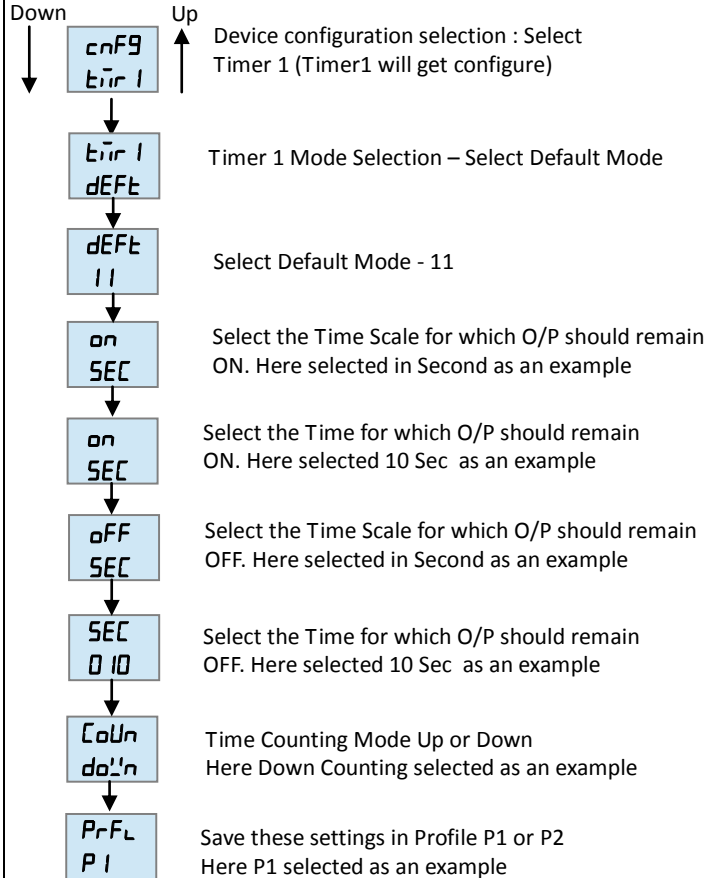 Down
Up
cnF9
tmr 1
Device configuration selection : Select
Timer 1 (Timer1 will get configure)
tmr 1
dEFt
Timer 1 Mode Selection – Select Default Mode
dEFt
11
Select Default Mode - 11
on
SEC
Select the Time Scale for which O/P should remain
ON. Here selected in Second as an example
on
SEC
Select the Time for which O/P should remain
ON. Here selected 10 Sec as an example
oFF
SEC
Select the Time Scale for which O/P should remain
OFF. Here selected in Second as an example
SEC
010
Select the Time for which O/P should remain
OFF. Here selected 10 Sec as an example
CoUn
doWn
Time Counting Mode Up or Down
Here Down Counting selected as an example
PrFL
P1
Save these settings in Profile P1 or P2
Here P1 selected as an example